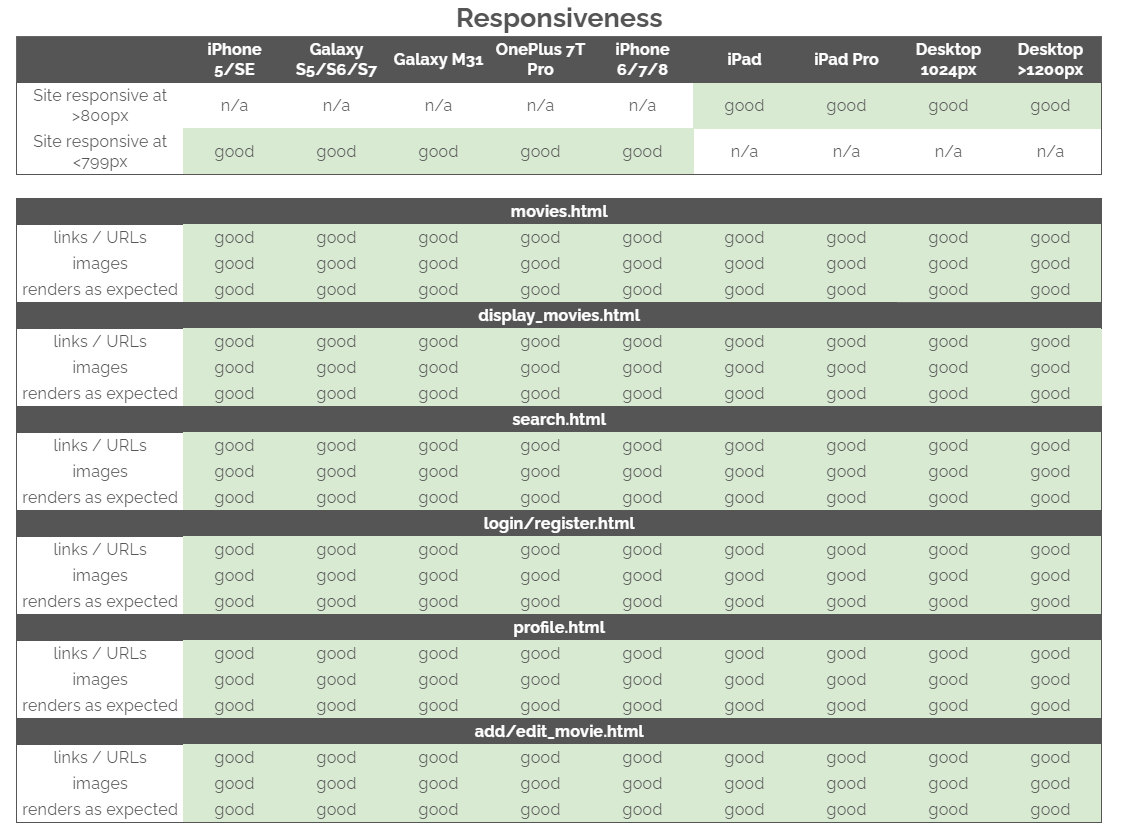 Responsiveness
iPhone 5/SE Galaxy S5/S6/S7 Galaxy M31 OnePlus 7T Pro iPhone 6/7/8 iPad iPad Pro Desktop 1024px Desktop >1200px
Site responsive at >800px n/a n/a n/a n/a n/a good good good good
Site responsive at <799px good good good good good n/a n/a n/a n/a
movies.html
links / URLs good good good good good good good good good
images good good good good good good good good good
renders as expected good good good good good good good good good
display_movies.html
links / URLs good good good good good good good good good
images good good good good good good good good good
renders as expected good good good good good good good good good
search.html
links / URLs good good good good good good good good good
images good good good good good good good good good
renders as expected good good good good good good good good good
login/register.html
links / URLs good good good good good good good good good
images good good good good good good good good good
renders as expected good good good good good good good good good
profile.html
links / URLs good good good good good good good good good
images good good good good good good good good good
renders as expected good good good good good good good good good
add/edit_movie.html
links / URLs good good good good good good good good good
images good good good good good good good good good
renders as expected good good good good good good good good good